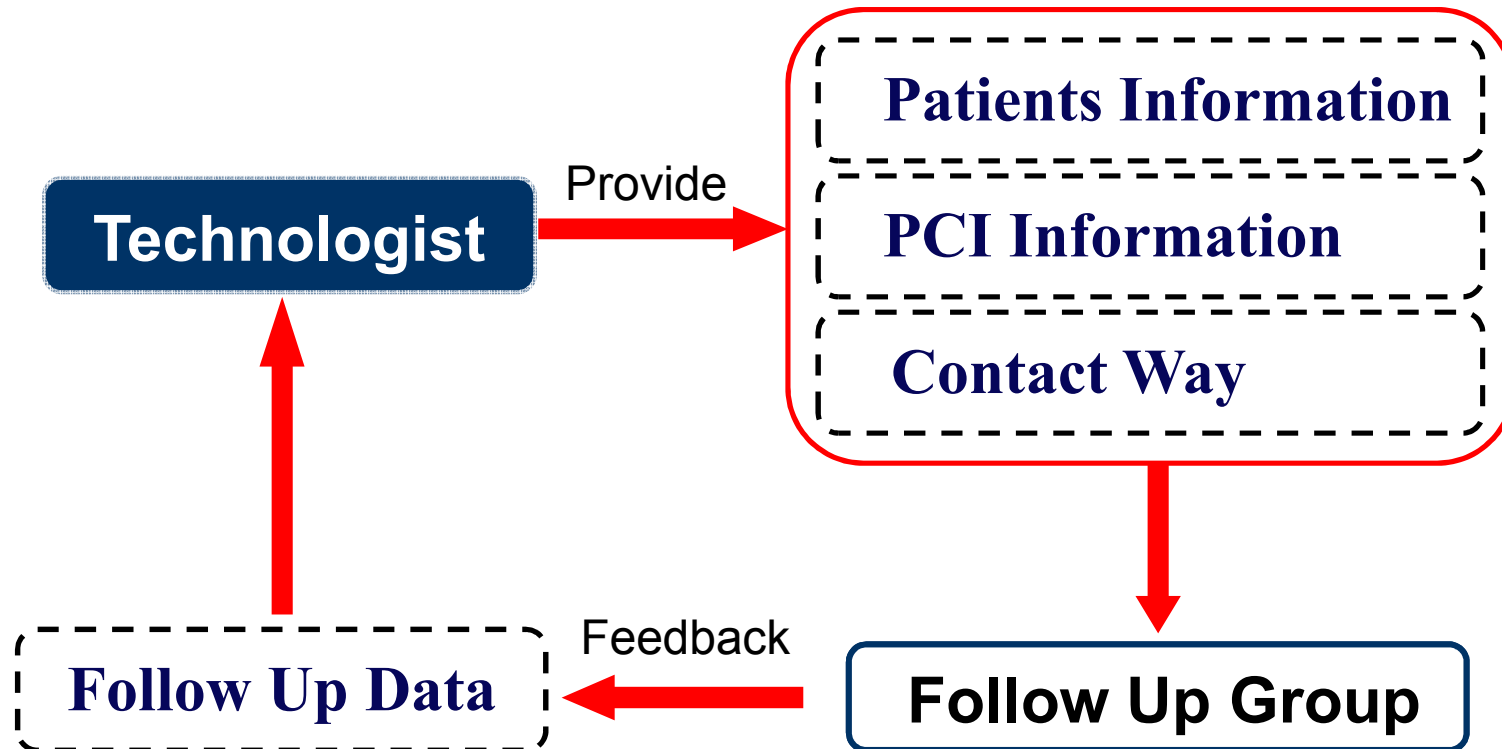 Patients Information
Provide
Technologist
PCI Information
Contact Way
Feedback
Follow Up Data
Follow Up Group